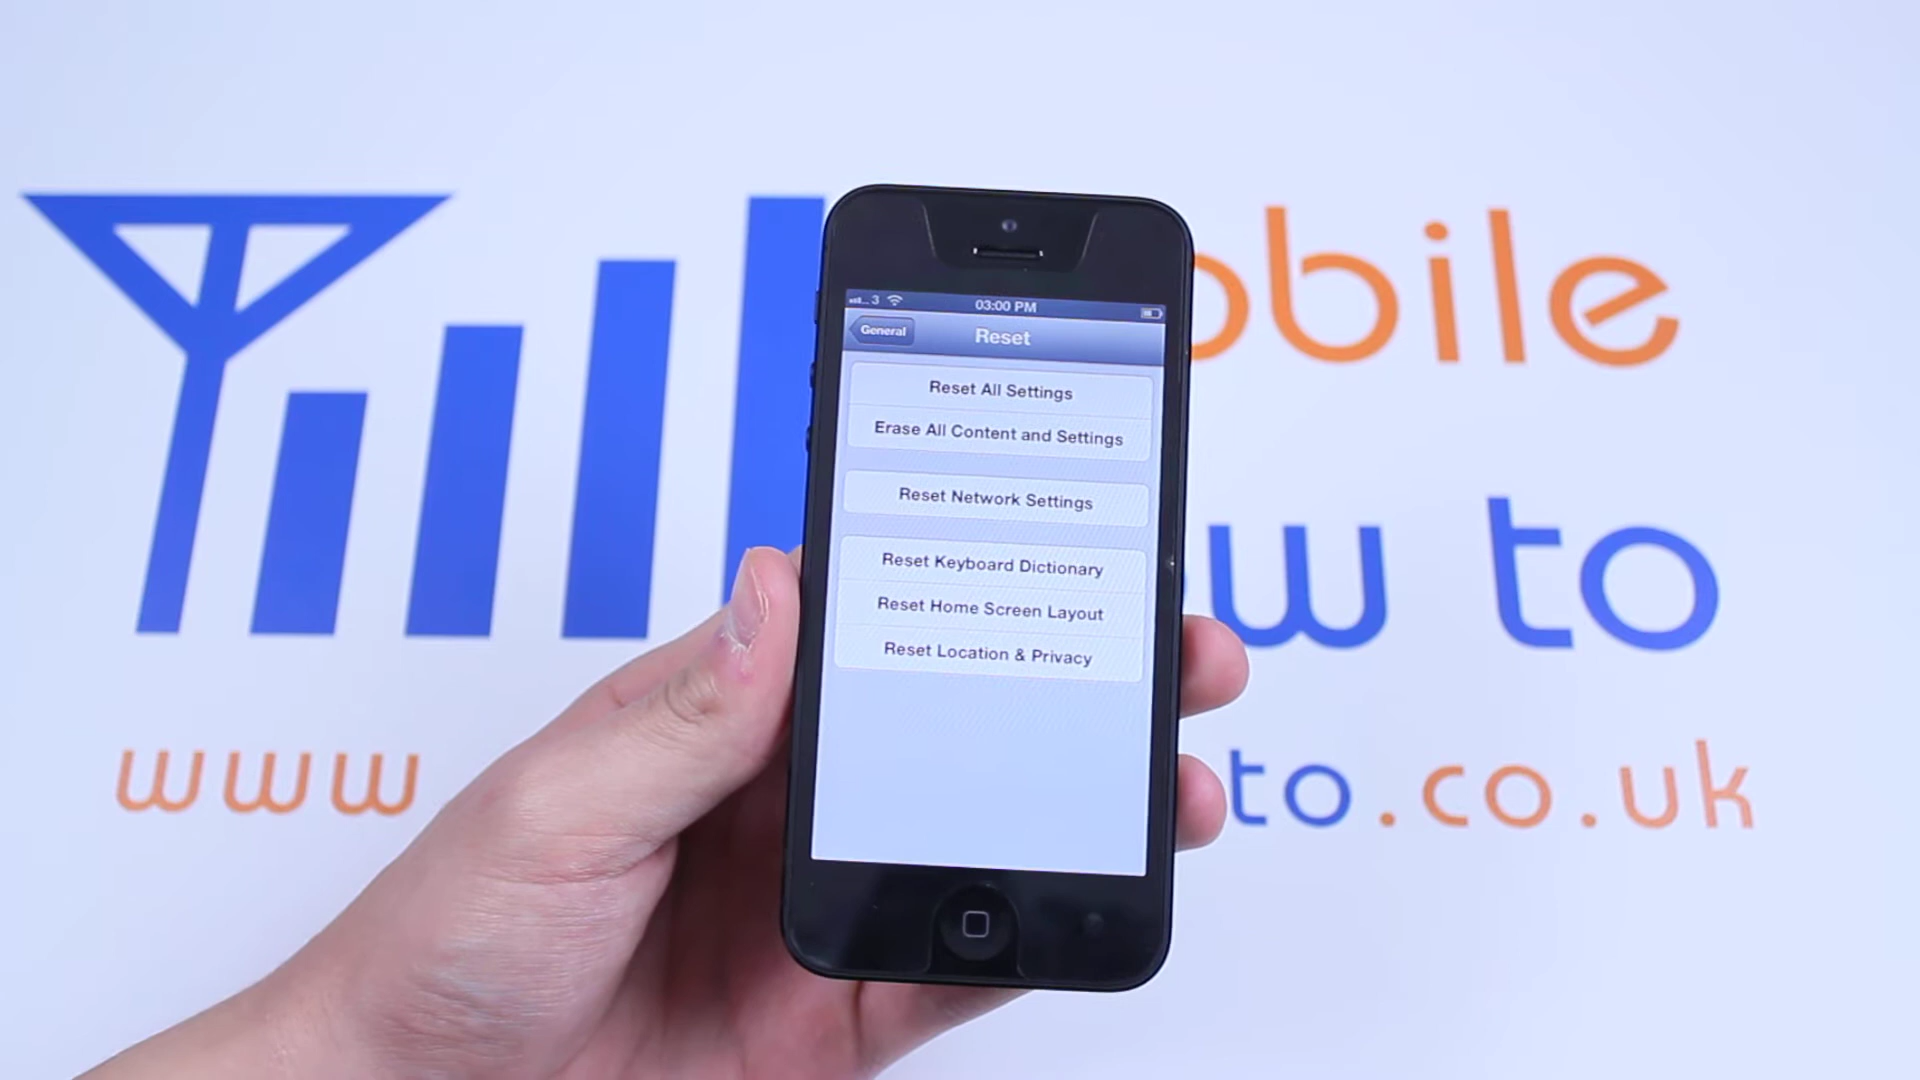 obile
w to
www
to.co.uk
3 03:00 PM
General
Reset
Reset All Settings
Erase All Content and Settings
Reset Network Settings
Reset Keyboard Dictionary
Reset Home Screen Layout
Reset Location & Privacy